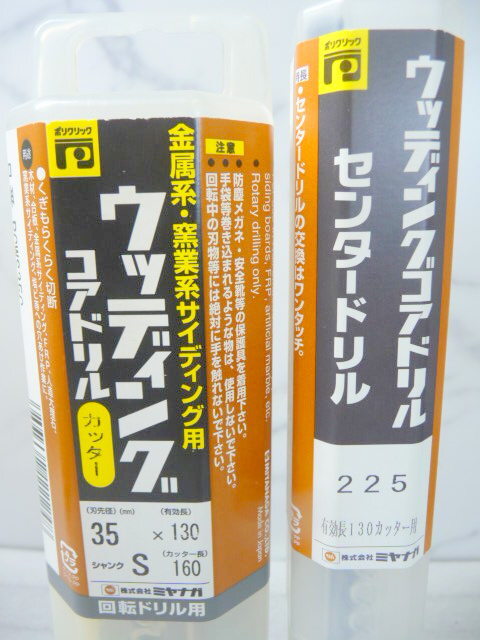 ポリクリック
金属系・窯業系サイディング用
ウッディング
コアドリル
カッター
(刃先径)(mm)
(有効長)
35 × 130
シャンク S
(カッター長)
160
株式会社ミヤナガ
回転ドリル用
●くぎもらくらく切断
注意
siding boards, FRP, artificial marble, etc.
Rotary drilling only.
防塵メガネ・安全靴等の保護具を着用下さい。
手袋等巻き込まれるような物は、使用しないで下さい。
回転中の刃物等には絶対に手を触れないで下さい。
Made in Japan
ポリクリック
ウッディングコアドリル
センタードリル
特長
・センタードリルの交換はワンタッチ。
225
有効長130カッター用
株式会社ミヤナガ